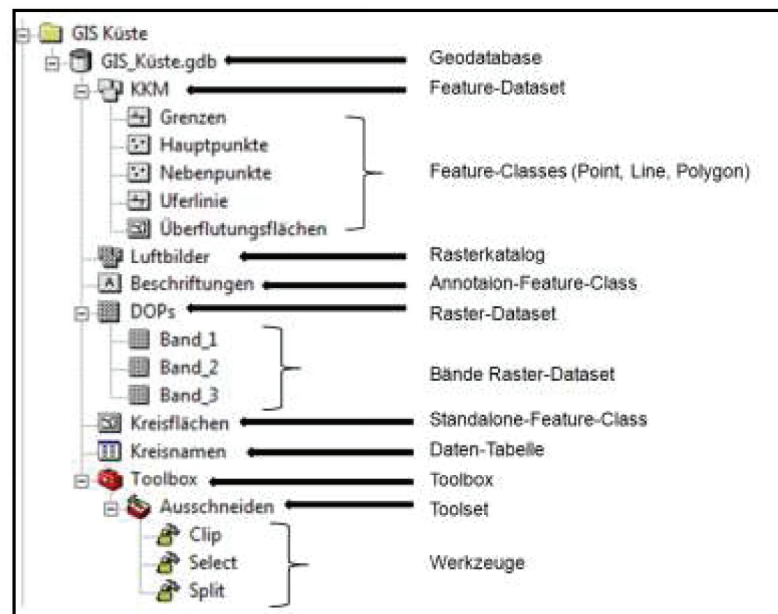 GIS Küste
GIS_Küste.gdb Geodatabase
KKM Feature-Dataset
Grenzen
Hauptpunkte
Nebenpunkte Feature-Classes (Point, Line, Polygon)
Uferlinie
Überflutungsflächen
Luftbilder Rasterkatalog
A Beschriftungen Annotaion-Feature-Class
DOPs Raster-Dataset
Band_1
Band_2 Bände Raster-Dataset
Band_3
Kreisflächen Standalone-Feature-Class
Kreisnamen Daten-Tabelle
Toolbox Toolbox
Ausschneiden Toolset
Clip
Select Werkzeuge
Split